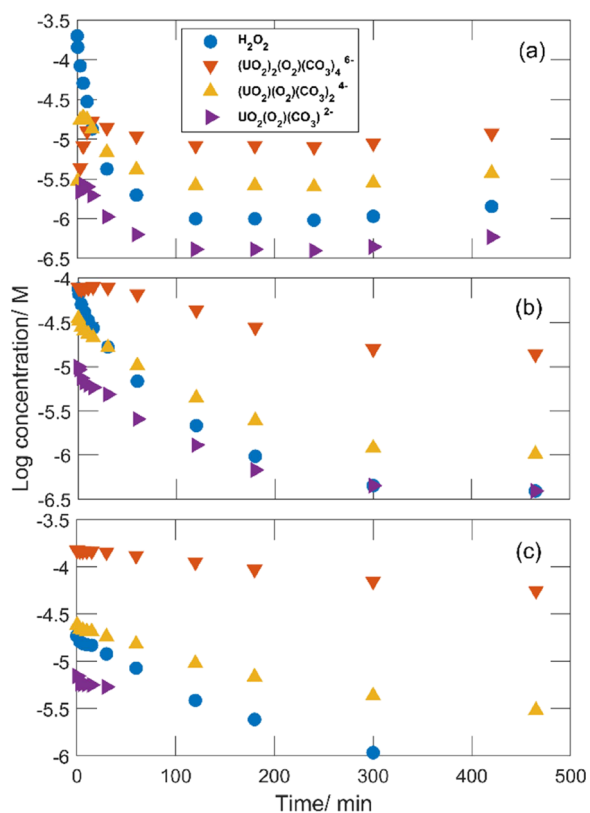 -3.5
(a)
H₂O₂
(UO₂)₂(O₂)(CO₃)₄ ⁶⁻
(UO₂)(O₂)(CO₃)₂ ⁴⁻
UO₂(O₂)(CO₃) ²⁻
-4
-4.5
-5
-5.5
-6
-6.5
-4
(b)
-4.5
-5
-5.5
-6
-6.5
Log concentration/ M
-3.5
(c)
-4
-4.5
-5
-5.5
-6
0 100 200 300 400 500
Time/ min